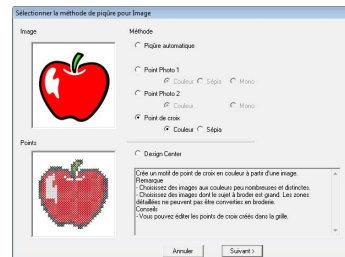 Sélectionner la méthode de piqûre pour Image
Image
Méthode
Piqûre automatique
Point Photo 1
Couleur Sépia Mono
Point Photo 2
Couleur Mono
Point de croix
Couleur Sépia
Points
Design Center
Crée un motif de point de croix en couleur à partir d'une image.
Remarque
- Choisissez des images aux couleurs peu nombreuses et distinctes.
- Choisissez des images dont le sujet à broder est grand. Les zones
détaillées ne peuvent pas être converties en broderie.
Conseils
- Vous pouvez éditer les points de croix créés dans la grille.
Annuler
Suivant >